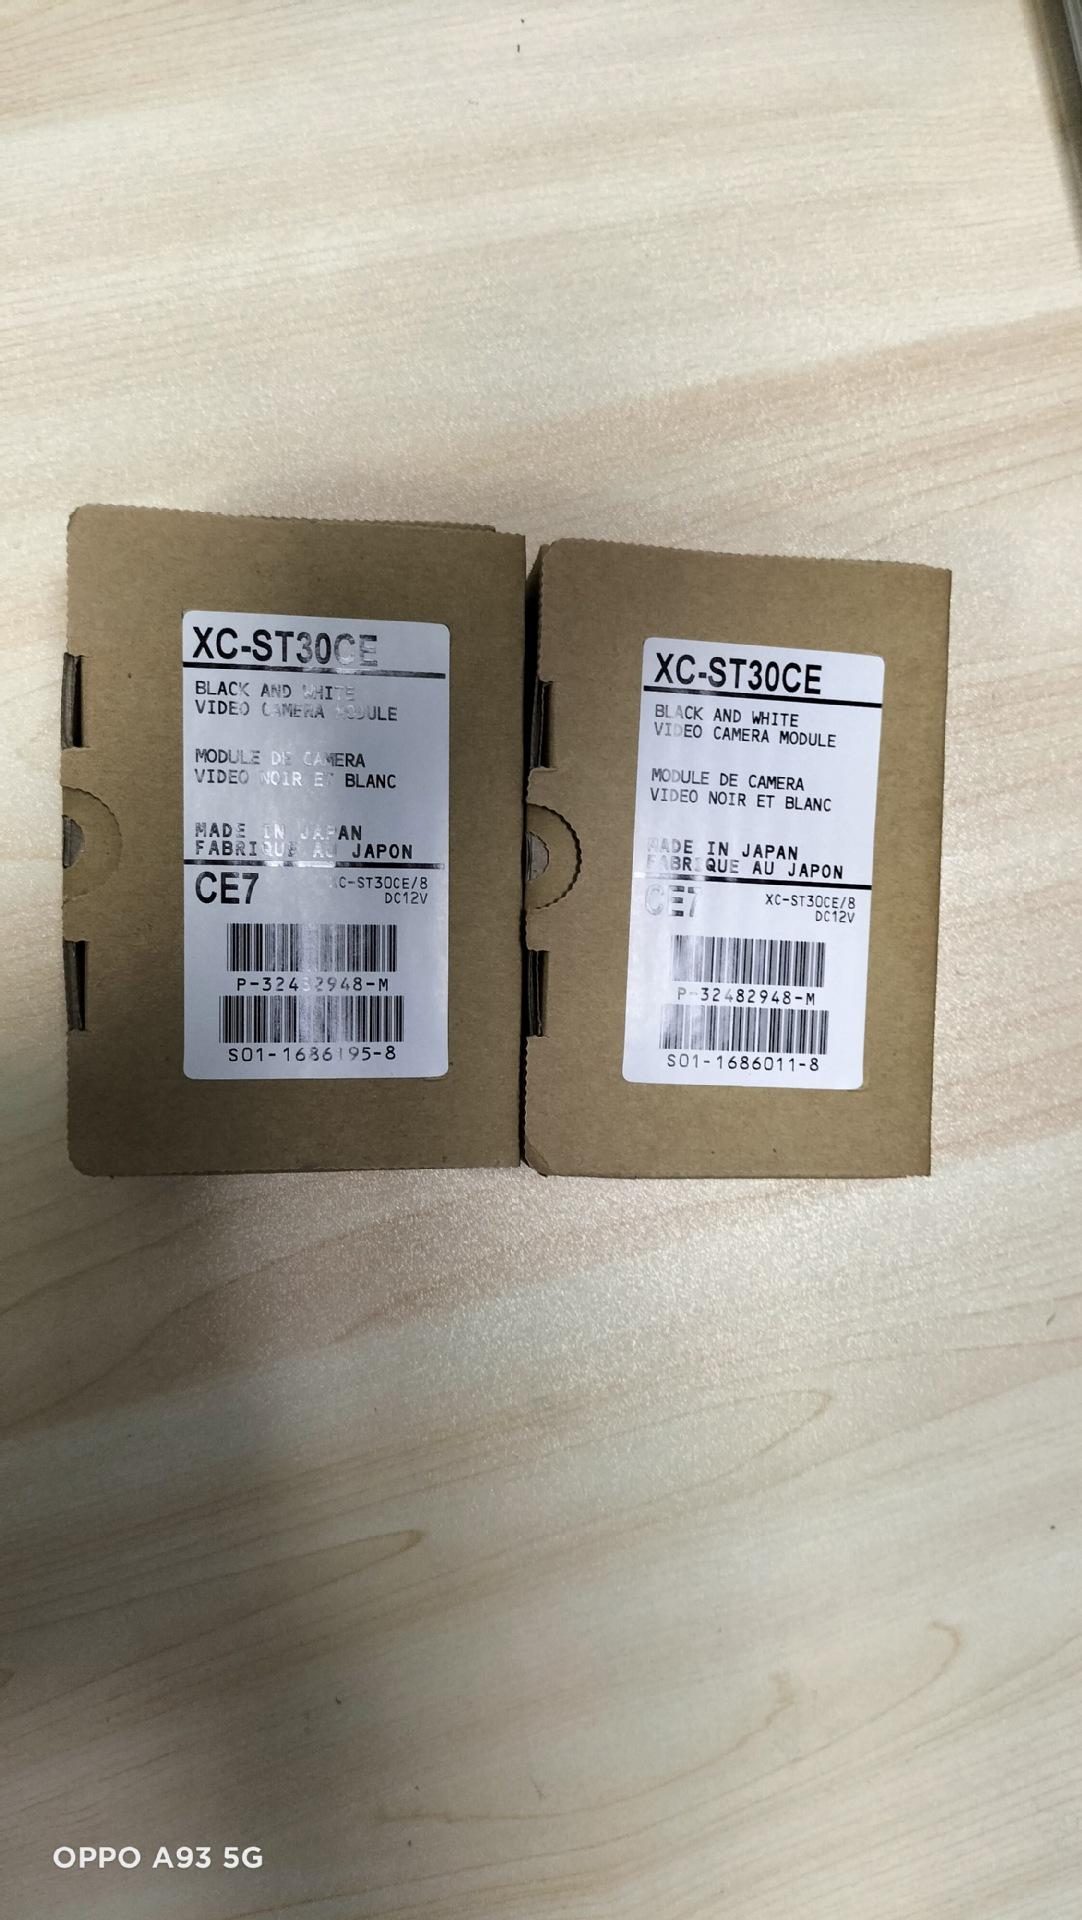 XC-ST30CE
BLACK AND WHITE
VIDEO CAMERA MODULE
MODULE DE CAMERA
VIDEO NOIR ET BLANC
MADE IN JAPAN
FABRIQUE AU JAPON
CE7
XC-ST30CE/8
DC12V
P-32482948-M
S01-1686195-8
XC-ST30CE
BLACK AND WHITE
VIDEO CAMERA MODULE
MODULE DE CAMERA
VIDEO NOIR ET BLANC
MADE IN JAPAN
FABRIQUE AU JAPON
CE7
XC-ST30CE/8
DC12V
P-32482948-M
S01-1686011-8
OPPO A93 5G